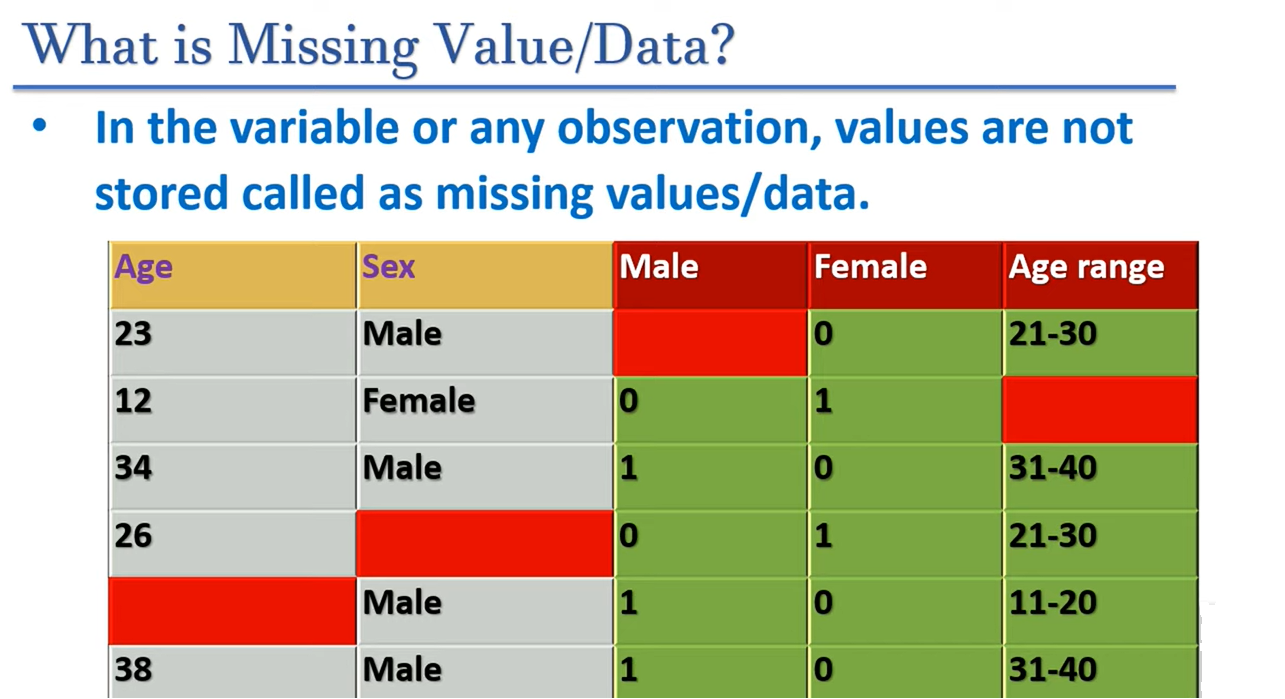 What is Missing Value/Data?
• In the variable or any observation, values are not
stored called as missing values/data.
Age Sex Male Female Age range
23 Male 0 21-30
12 Female 0 1
34 Male 1 0 31-40
26 0 1 21-30
Male 1 0 11-20
38 Male 1 0 31-40